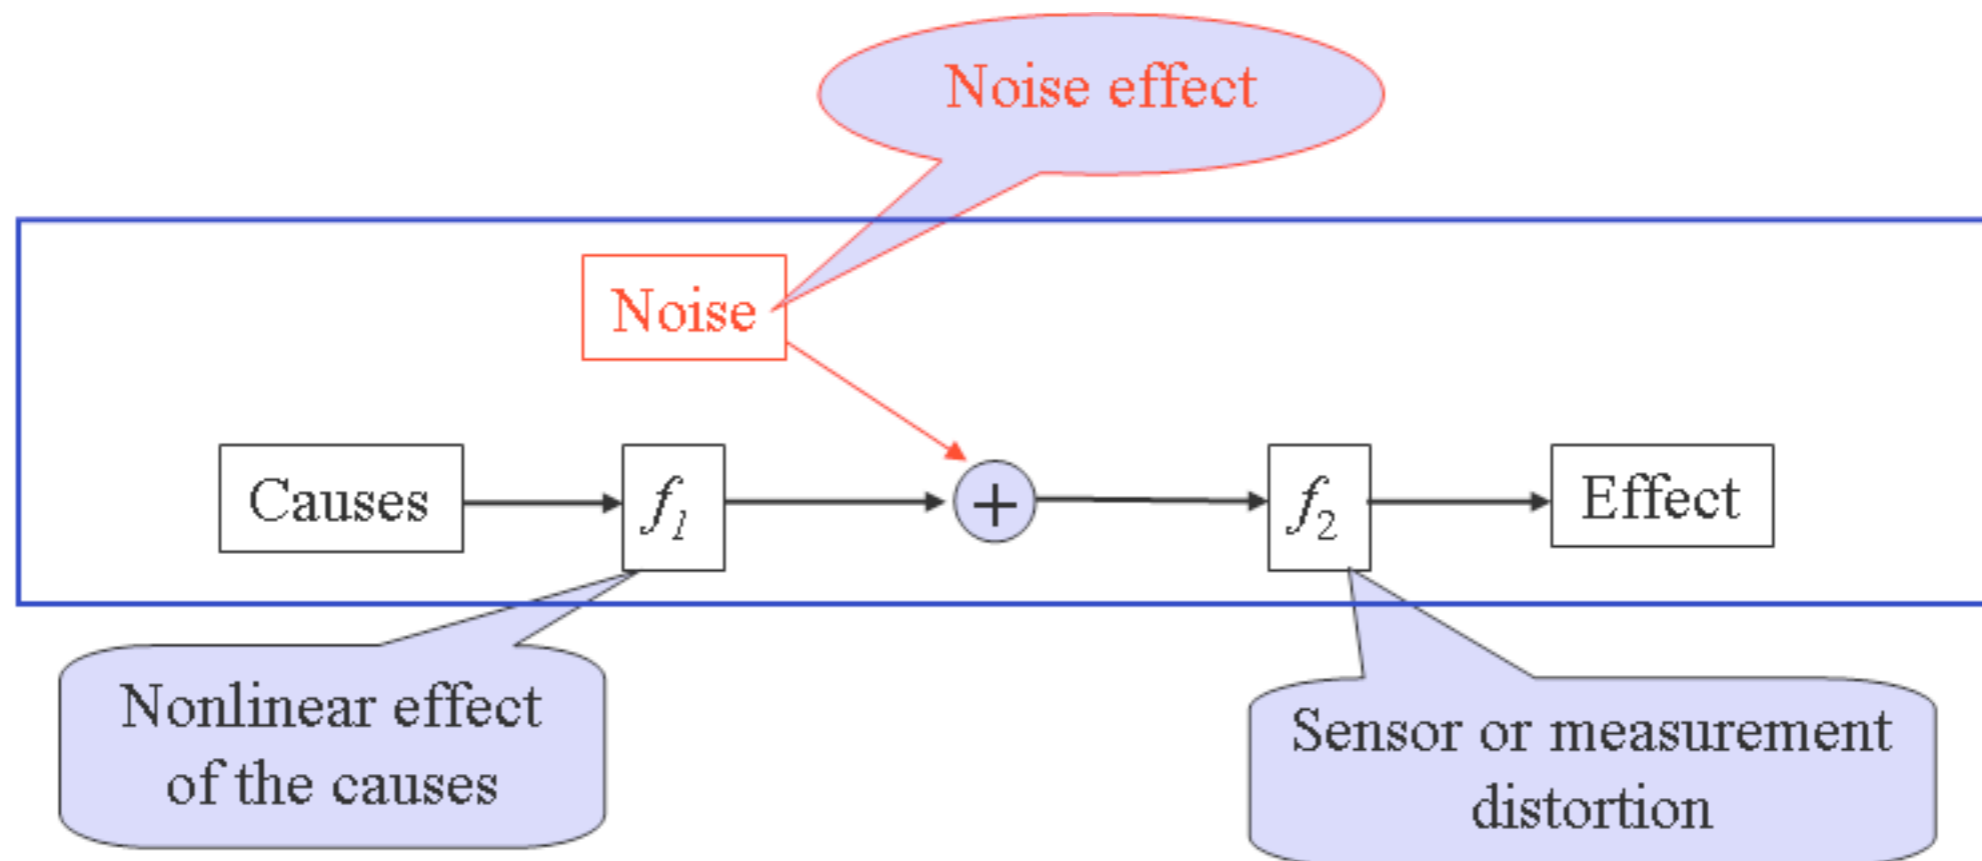 Noise effect
Noise
Causes
f1
+
f2
Effect
Nonlinear effect
of the causes
Sensor or measurement
distortion